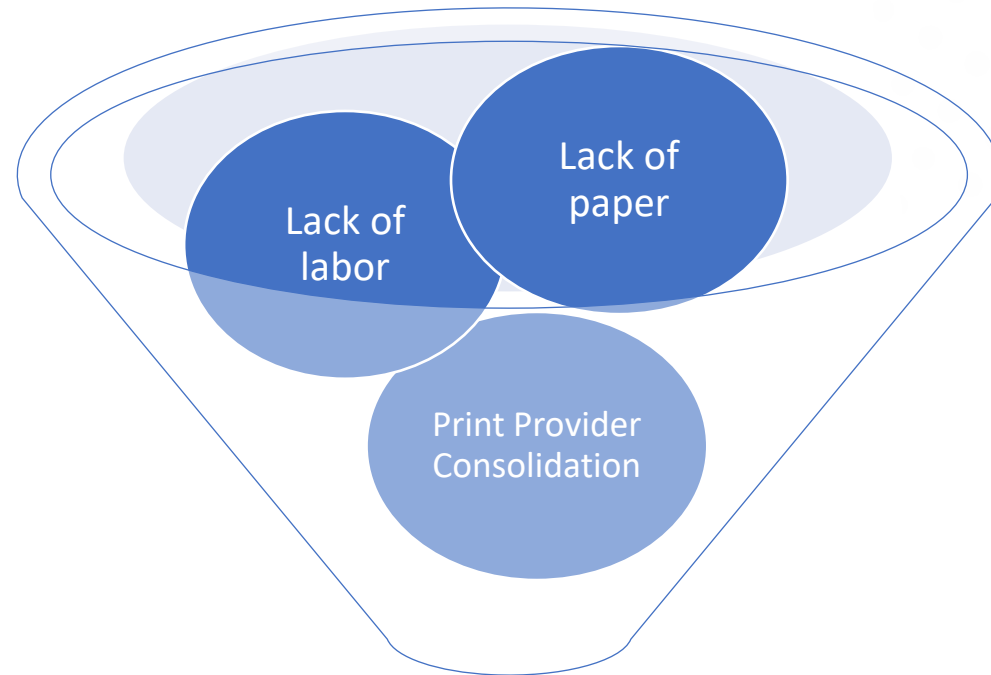 Lack of
paper
Lack of
labor
Print Provider
Consolidation